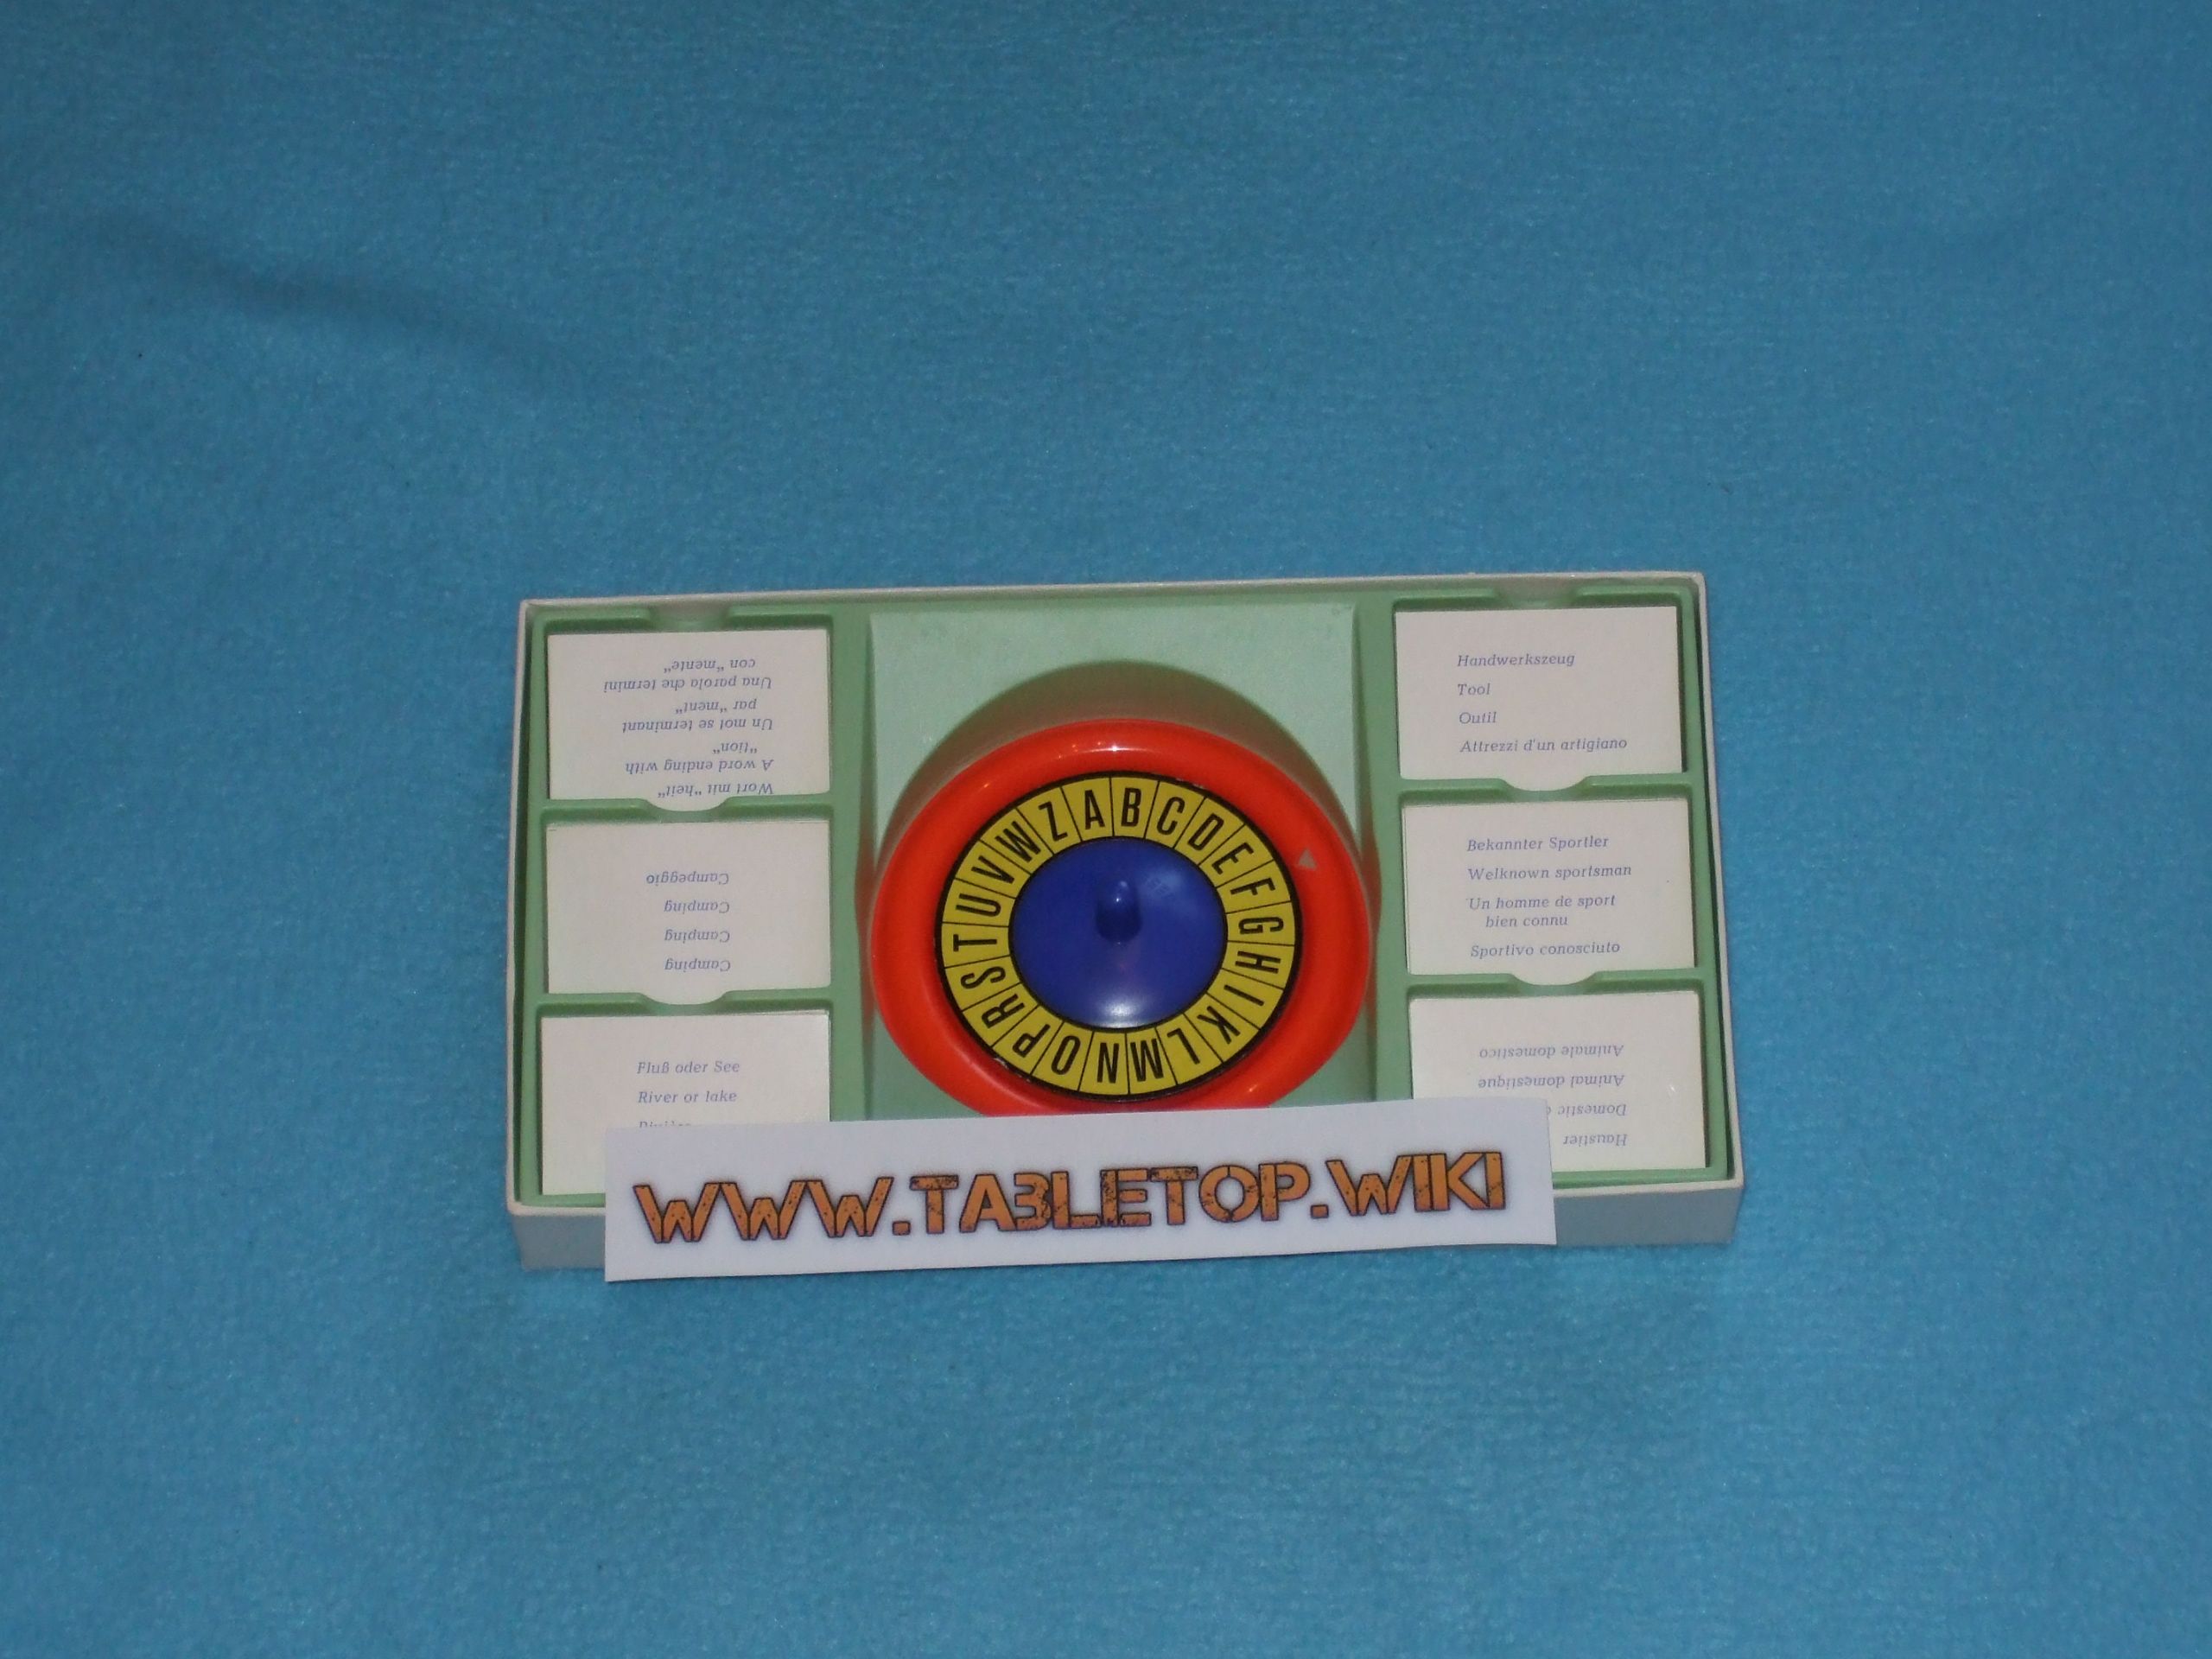 Wort mit "heit"
A word ending with
"tion"
Un mot se terminant
par "ment"
Una parola che termini
con "mente"
Camping
Camping
Camping
Campeggio
Fluß oder See
River or lake
A B C D E F G H I K L M N O P R S T U V W Z
Handwerkszeug
Tool
Outil
Attrezzi d'un artigiano
Bekannter Sportler
Welknown sportsman
Un homme de sport
bien connu
Sportivo conosciuto
Haustier
Domestic
Animal domestique
Animale domestico
WWW.TABLETOP.WIKI